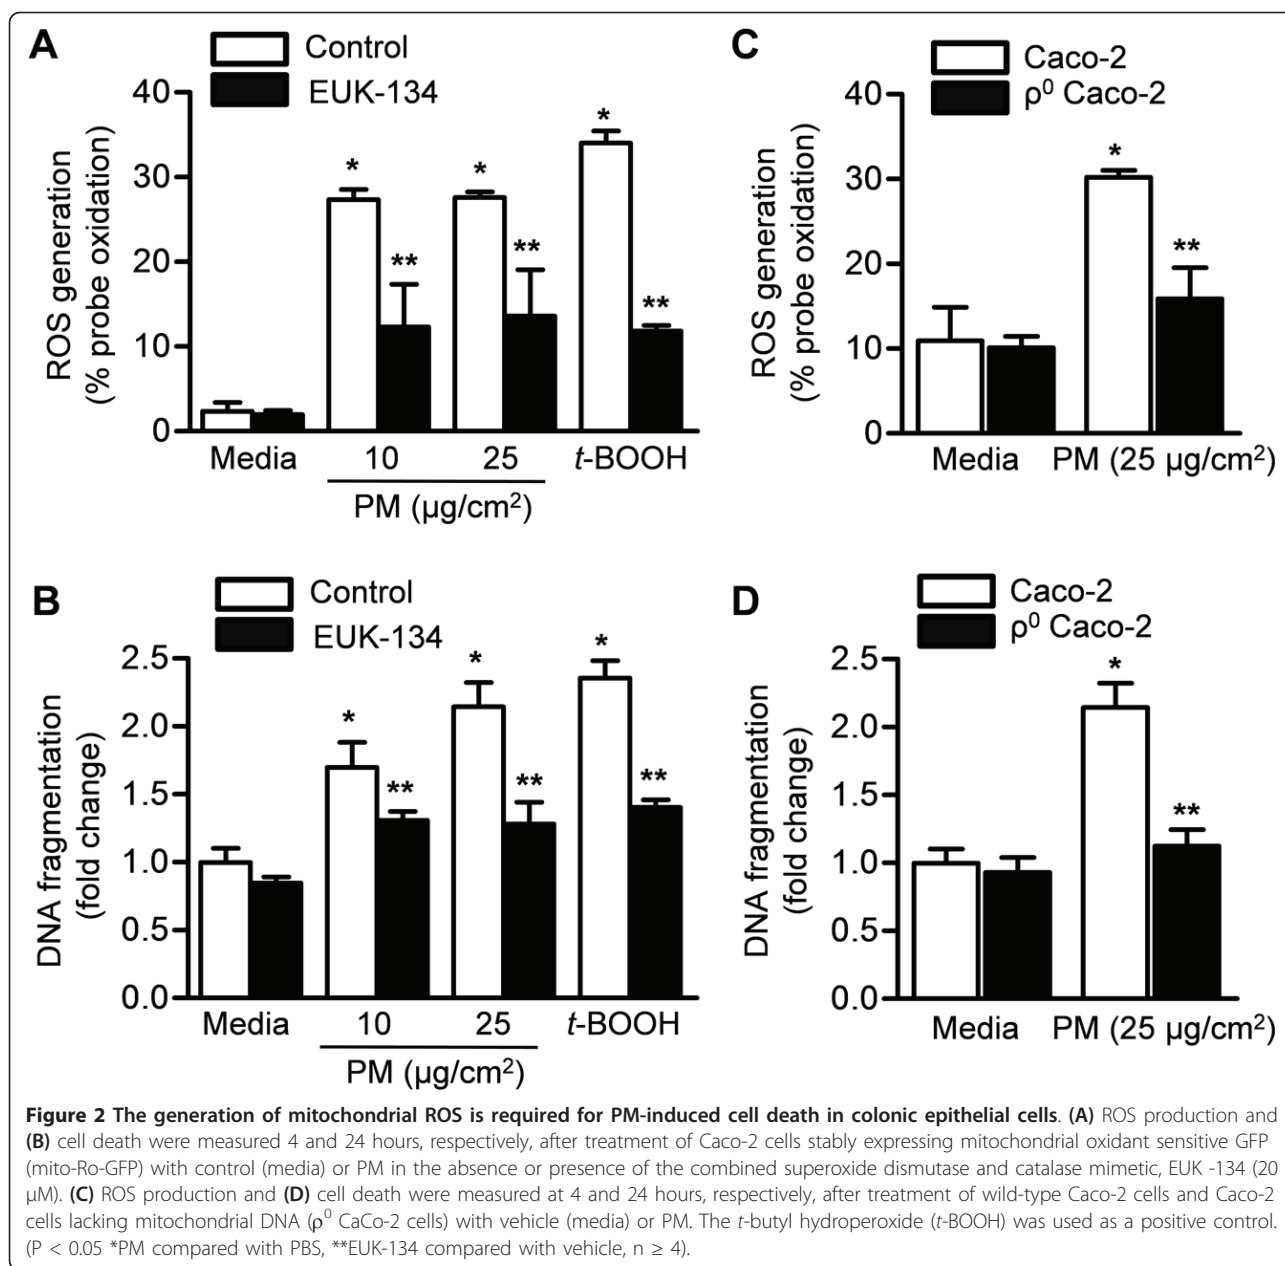 A
Control
EUK-134
ROS generation
(% probe oxidation)
40
30
20
10
0
*
**
*
**
*
**
Media
10
25
t-BOOH
PM (µg/cm²)
C
Caco-2
ρ⁰ Caco-2
ROS generation
(% probe oxidation)
40
30
20
10
0
*
**
Media
PM (25 µg/cm²)
B
Control
EUK-134
DNA fragmentation
(fold change)
2.5
2.0
1.5
1.0
0.5
0.0
*
**
*
**
*
**
Media
10
25
t-BOOH
PM (µg/cm²)
D
Caco-2
ρ⁰ Caco-2
DNA fragmentation
(fold change)
2.5
2.0
1.5
1.0
0.5
0.0
*
**
Media
PM (25 µg/cm²)
Figure 2 The generation of mitochondrial ROS is required for PM-induced cell death in colonic epithelial cells. (A) ROS production and
(B) cell death were measured 4 and 24 hours, respectively, after treatment of Caco-2 cells stably expressing mitochondrial oxidant sensitive GFP
(mito-Ro-GFP) with control (media) or PM in the absence or presence of the combined superoxide dismutase and catalase mimetic, EUK -134 (20
µM). (C) ROS production and (D) cell death were measured at 4 and 24 hours, respectively, after treatment of wild-type Caco-2 cells and Caco-2
cells lacking mitochondrial DNA (ρ⁰ CaCo-2 cells) with vehicle (media) or PM. The t-butyl hydroperoxide (t-BOOH) was used as a positive control.
(P < 0.05 *PM compared with PBS, **EUK-134 compared with vehicle, n ≥ 4).